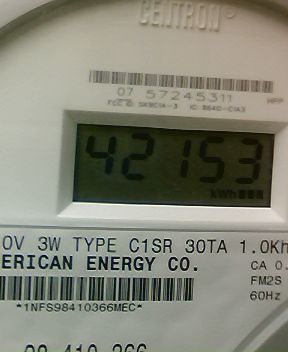 CENTRON
07 57245311
42153
kWh
0V 3W TYPE C1SR 30TA 1.0Kh
ERICAN ENERGY CO.
CA 0.
FM2S
60Hz
*1NFS98410366MEC*